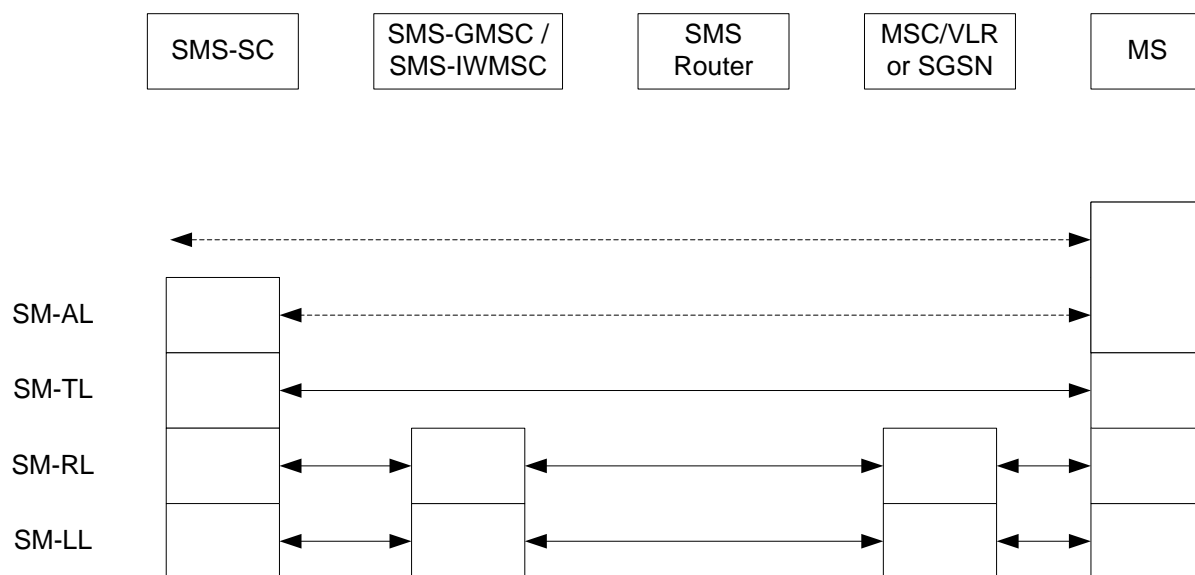 SMS-SC
SMS-GMSC /
SMS-IWMSC
SMS
Router
MSC/VLR
or SGSN
MS
SM-AL
SM-TL
SM-RL
SM-LL